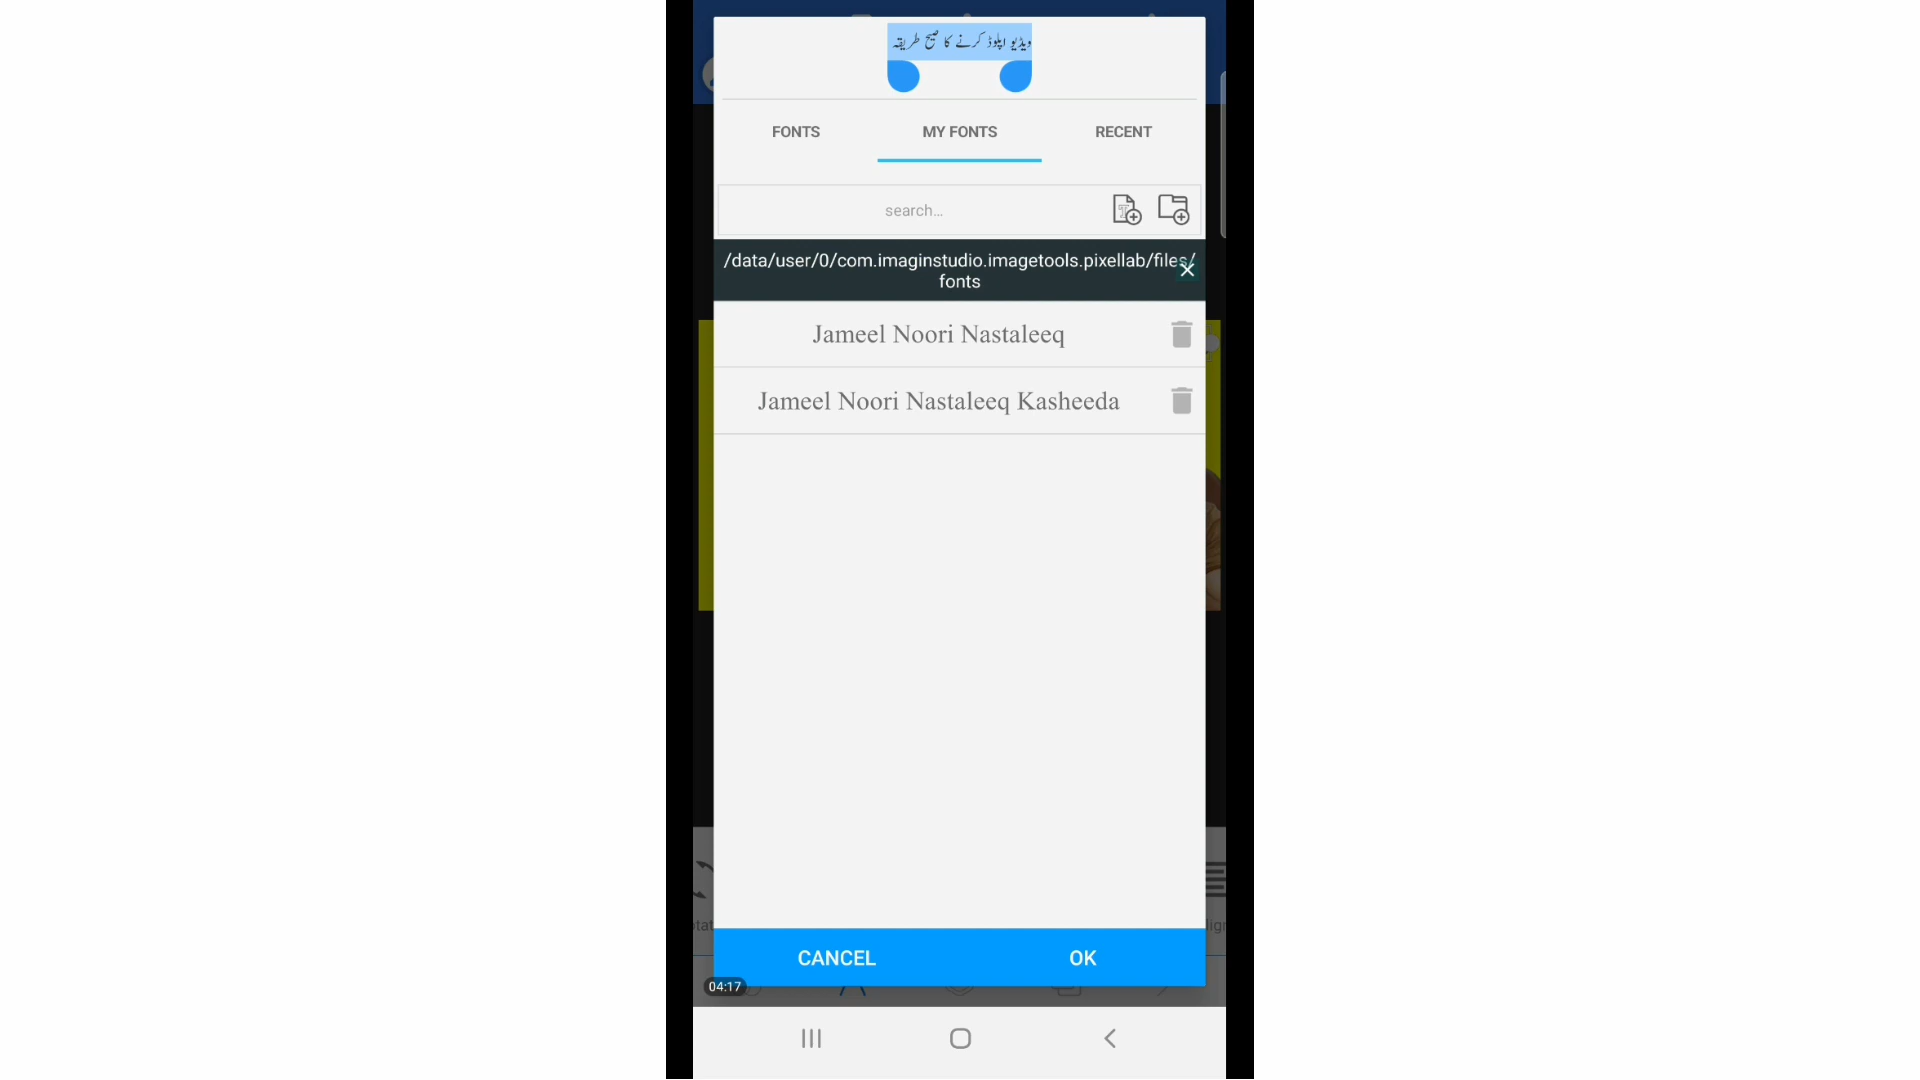 ویڈیو اپلوڈ کرنے کا صیح طریقہ
FONTS
MY FONTS
RECENT
search...
/data/user/0/com.imaginstudio.imagetools.pixellab/files/
fonts
Jameel Noori Nastaleeq
Jameel Noori Nastaleeq Kasheeda
CANCEL
OK
04:17